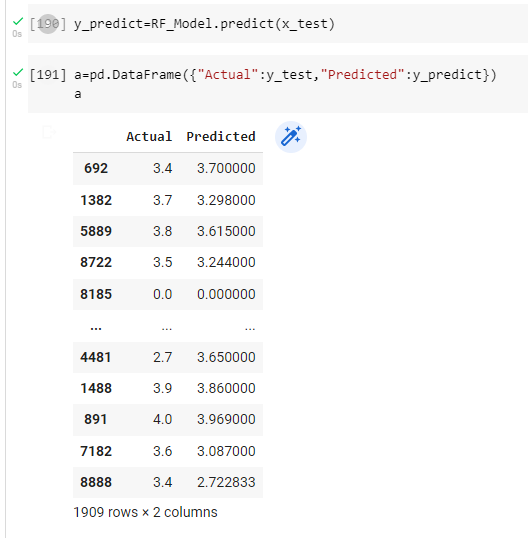 [190] y_predict=RF_Model.predict(x_test)
0s
[191] a=pd.DataFrame({"Actual":y_test,"Predicted":y_predict})
0s
a
Actual Predicted
692 3.4 3.700000
1382 3.7 3.298000
5889 3.8 3.615000
8722 3.5 3.244000
8185 0.0 0.000000
... ... ...
4481 2.7 3.650000
1488 3.9 3.860000
891 4.0 3.969000
7182 3.6 3.087000
8888 3.4 2.722833
1909 rows × 2 columns